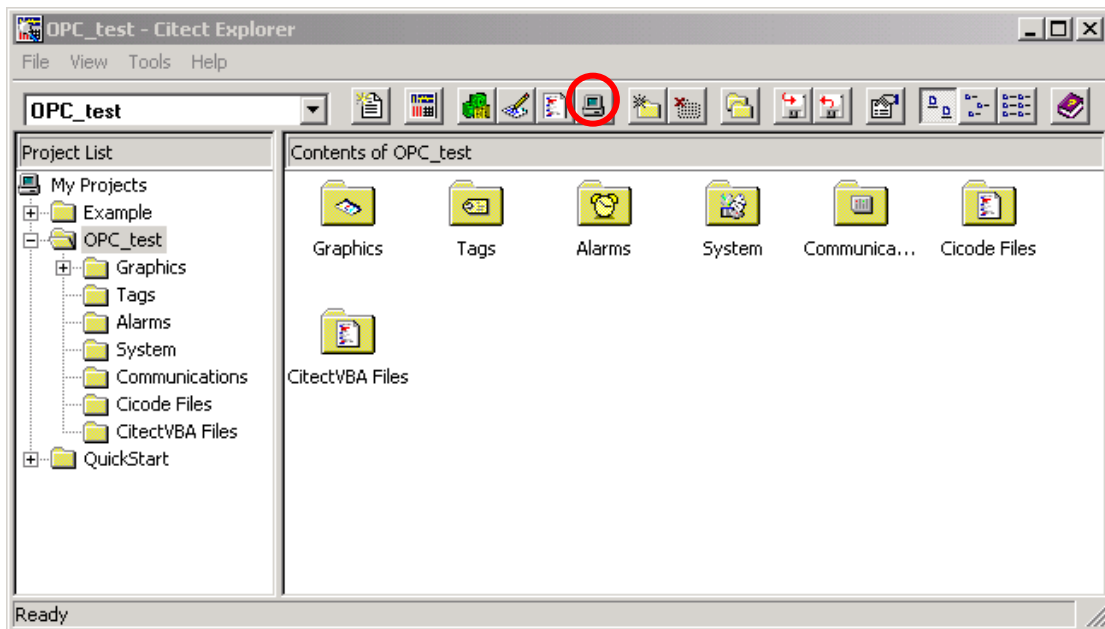 OPC_test - Citect Explorer
File View Tools Help
OPC_test
Project List
Contents of OPC_test
My Projects
Example
OPC_test
Graphics
Tags
Alarms
System
Communications
Cicode Files
CitectVBA Files
QuickStart
Graphics Tags Alarms System Communica... Cicode Files
CitectVBA Files
Ready